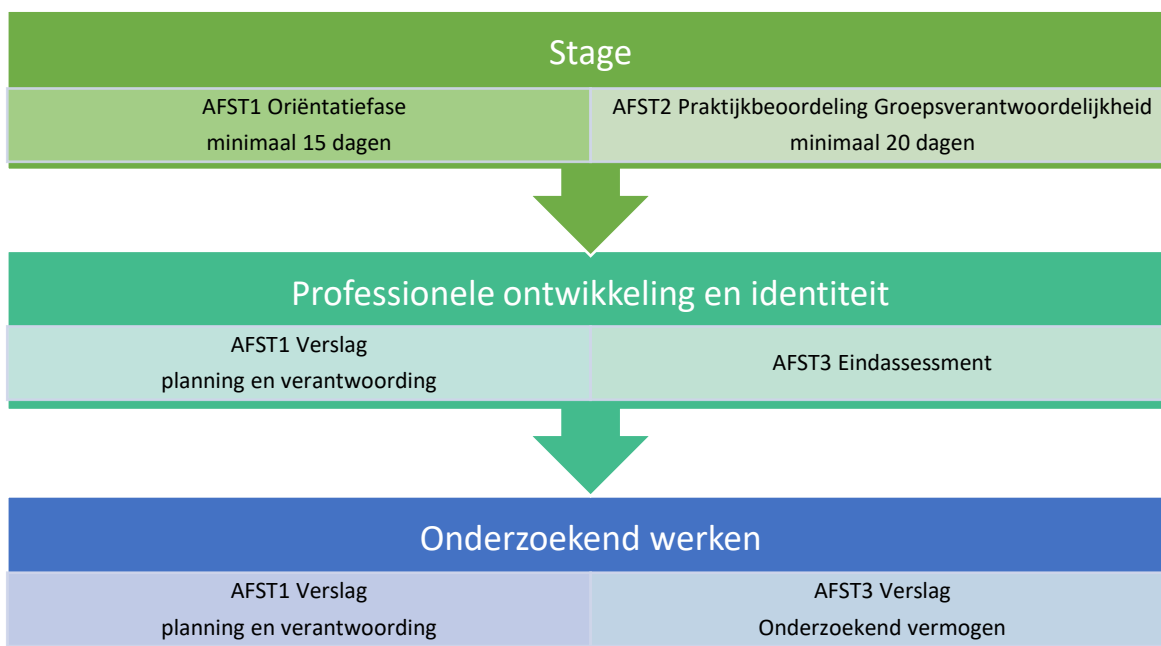 Stage
AFST1 Oriëntatiefase
minimaal 15 dagen
AFST2 Praktijkbeoordeling Groepsverantwoordelijkheid
minimaal 20 dagen
Professionele ontwikkeling en identiteit
AFST1 Verslag
planning en verantwoording
AFST3 Eindassessment
Onderzoekend werken
AFST1 Verslag
planning en verantwoording
AFST3 Verslag
Onderzoekend vermogen